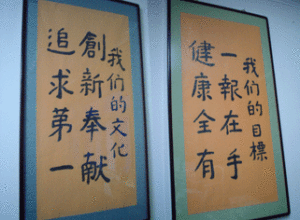 我们的目標
一報在手
健康全有
我们的文化
創新奉献
追求第一